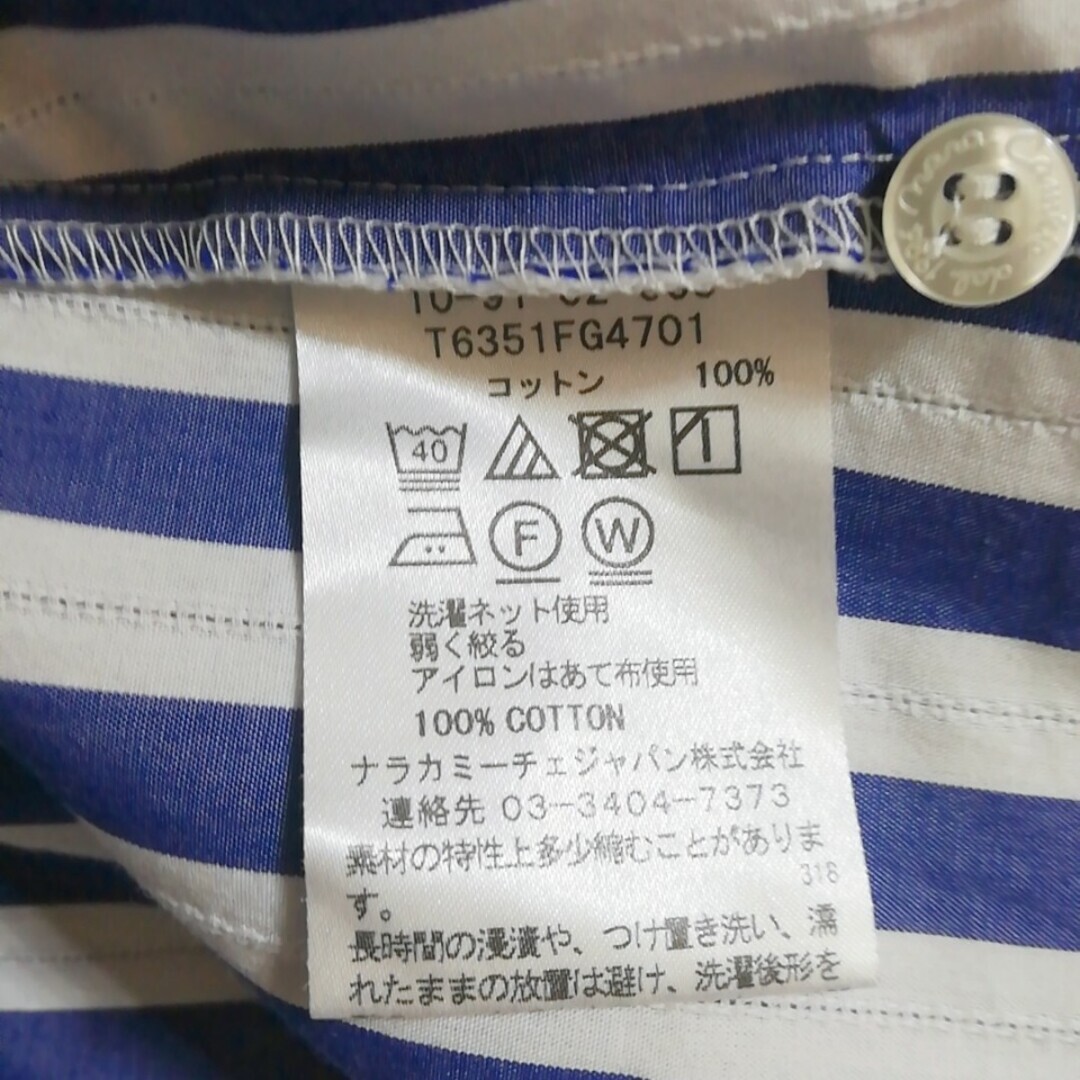 T6351FG4701
コットン 100%
40
F W
洗濯ネット使用
弱く絞る
アイロンはあて布使用
100% COTTON
ナラカミーチェジャパン株式会社
連絡先 03-3404-7373
素材の特性上多少縮むことがありま
318
す。
長時間の浸漬や、つけ置き洗い、濡
れたままの放置は避け、洗濯後形を